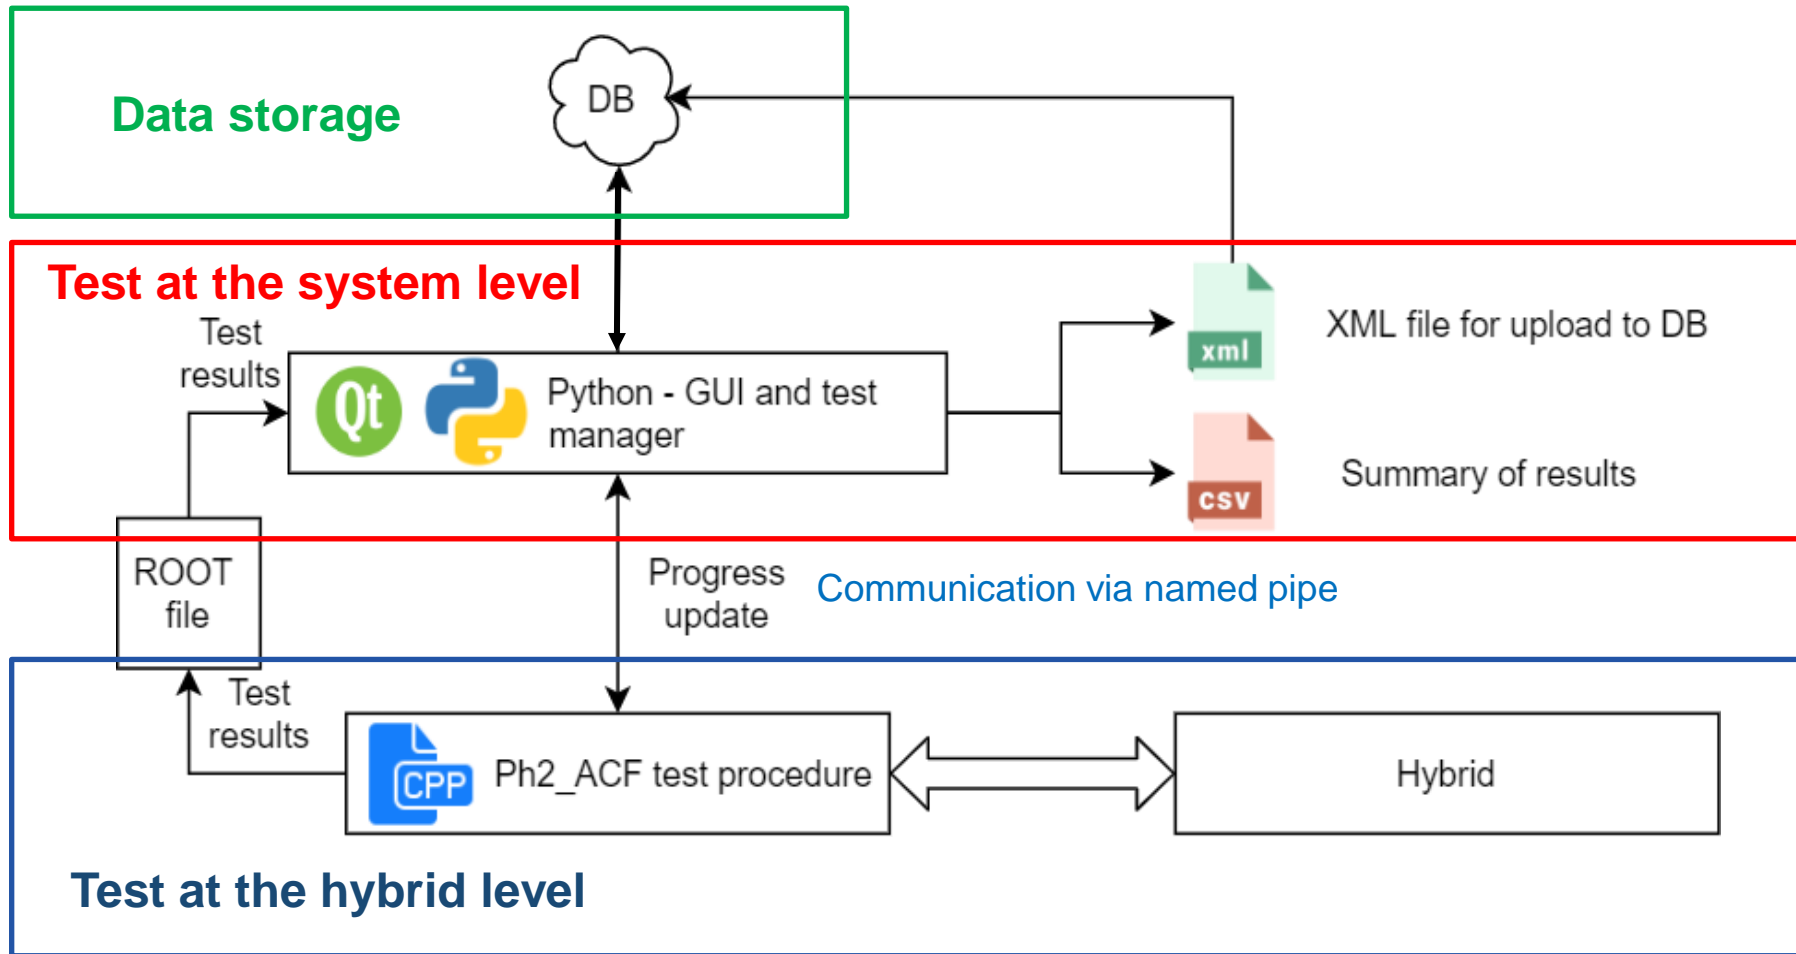 Data storage
DB
Test at the system level
Test
results
Qt
Python - GUI and test
manager
xml
XML file for upload to DB
csv
Summary of results
ROOT
file
Progress
update
Communication via named pipe
Test
results
CPP
Ph2_ACF test procedure
Hybrid
Test at the hybrid level